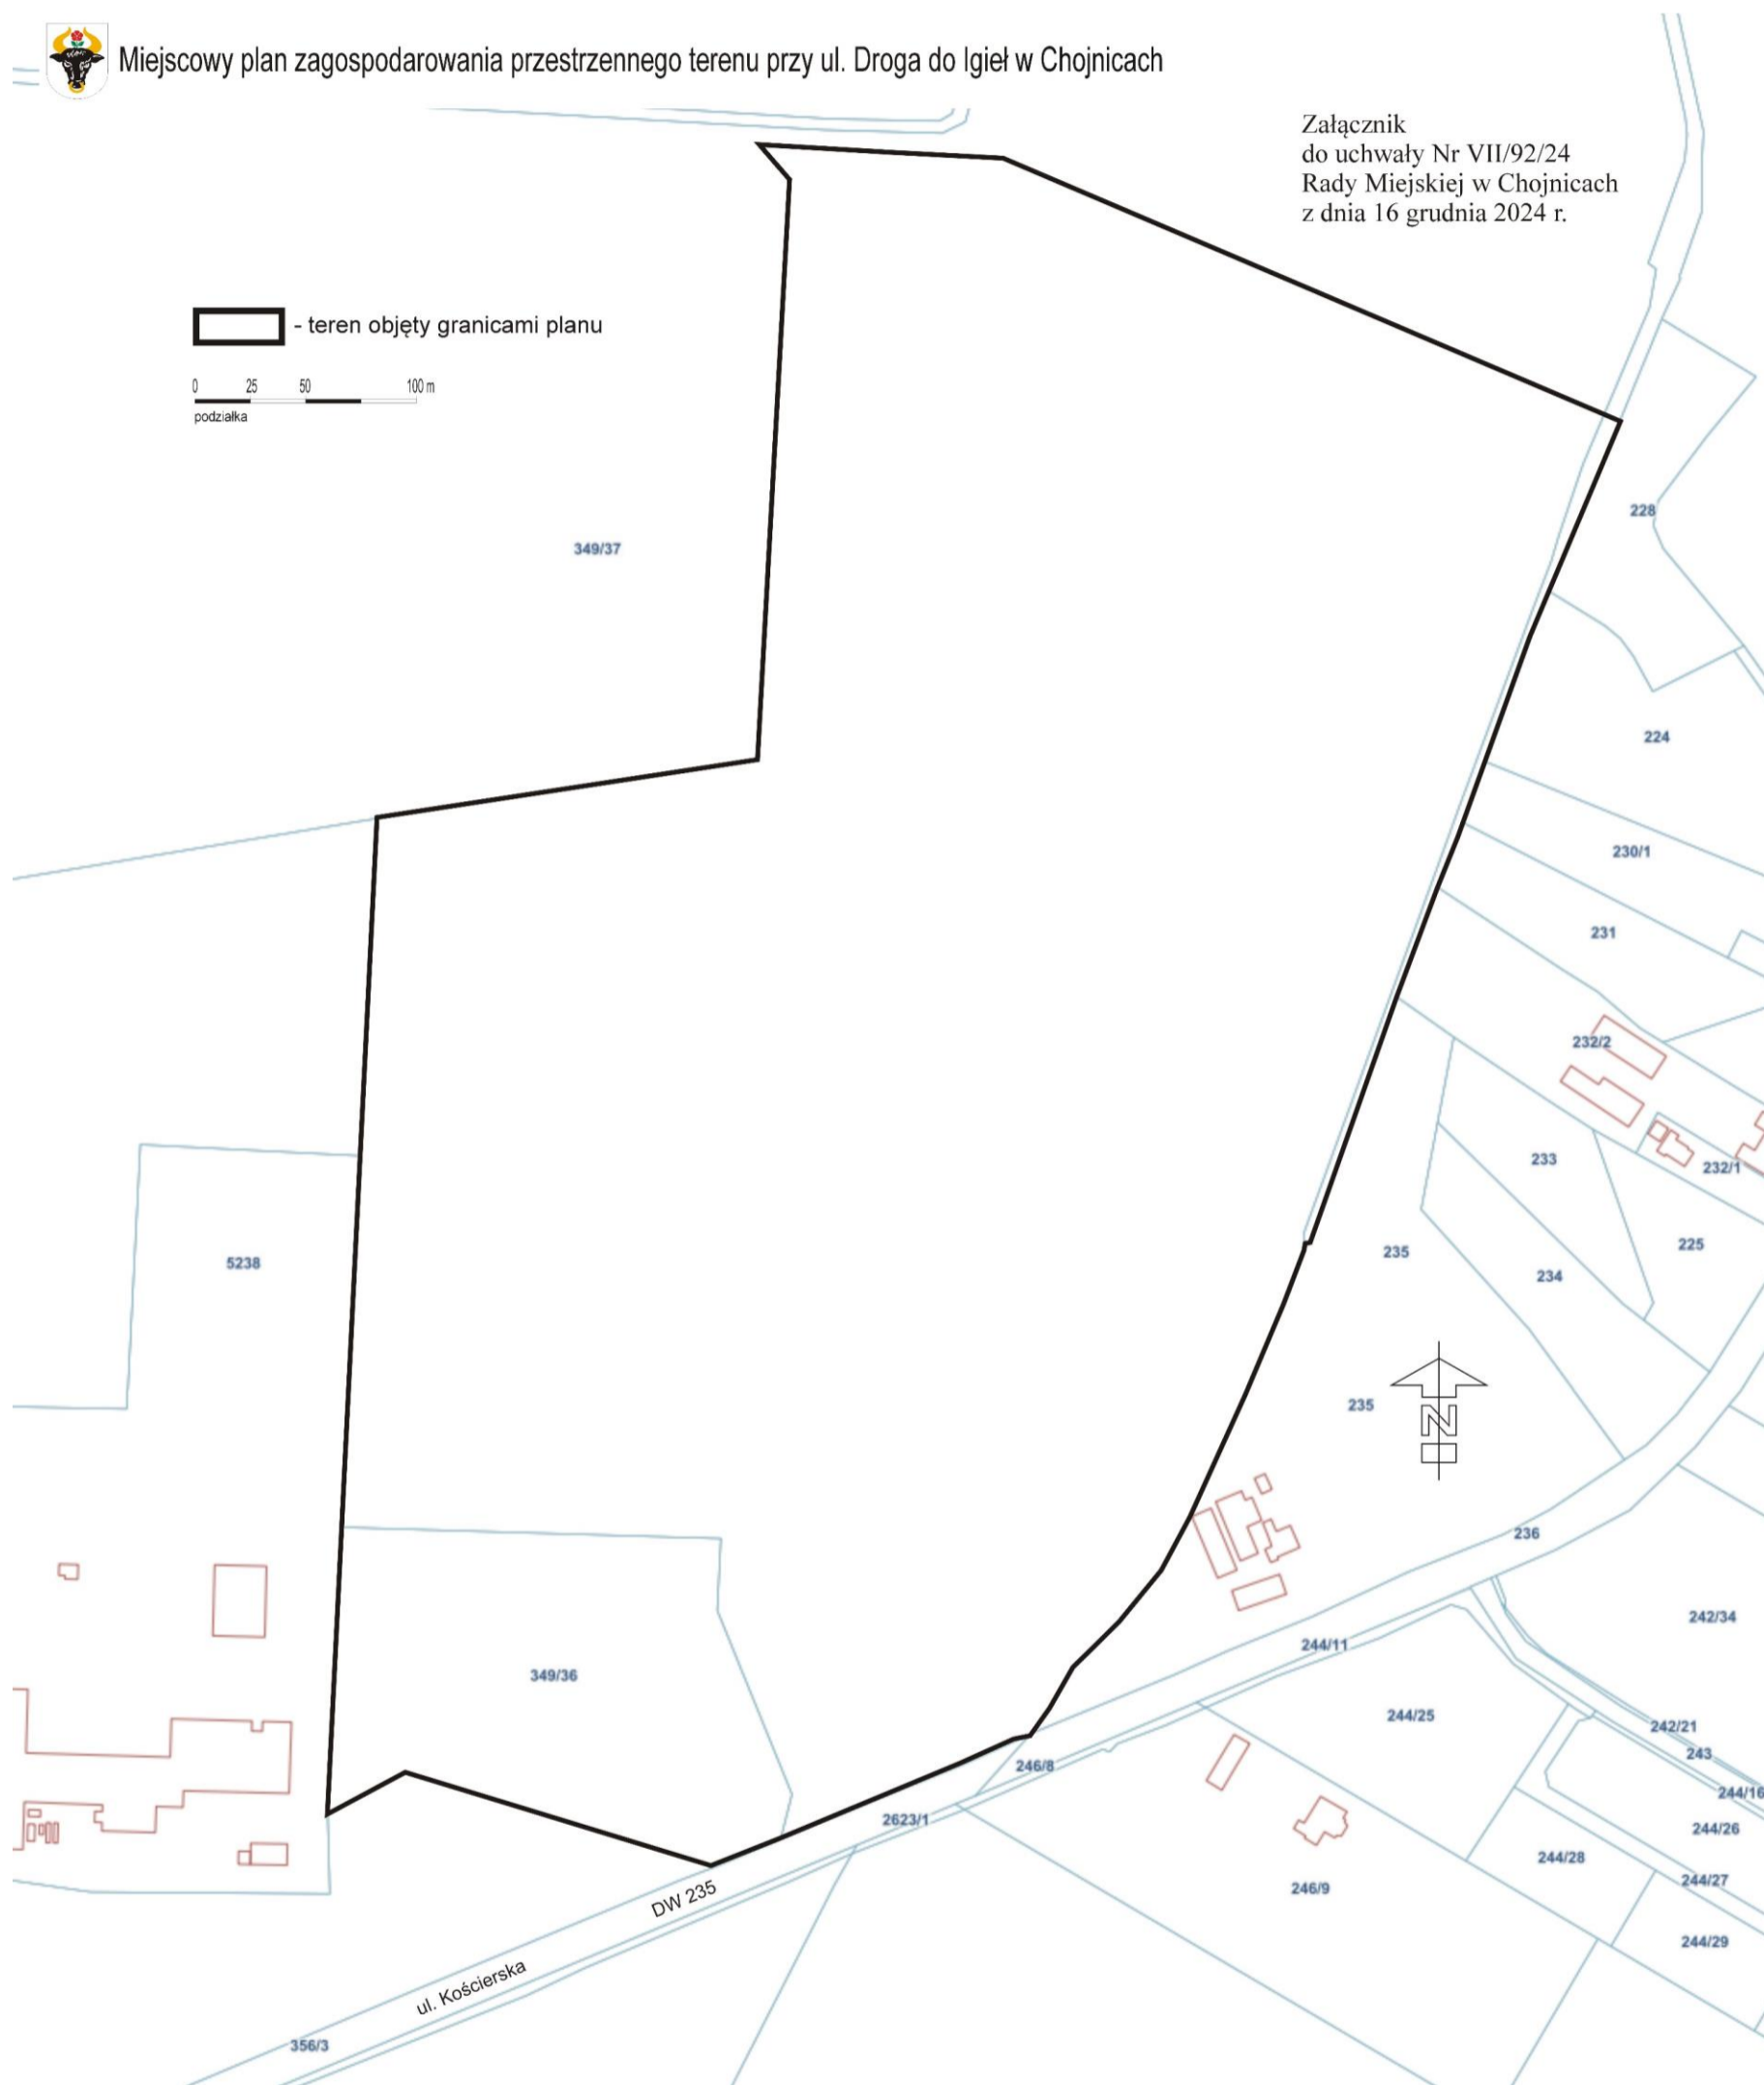 Miejscowy plan zagospodarowania przestrzennego terenu przy ul. Droga do Igieł w Chojnicach
Załącznik
do uchwały Nr VII/92/24
Rady Miejskiej w Chojnicach
z dnia 16 grudnia 2024 r.
- teren objęty granicami planu
0 25 50 100 m
podziałka
228
349/37
224
230/1
231
232/2
233
232/1
225
235
5238
234
235
N
236
242/34
244/11
349/36
244/25
242/21
243
246/8
244/16
2623/1
244/26
244/28
244/27
246/9
DW 235
244/29
ul. Kościerska
356/3